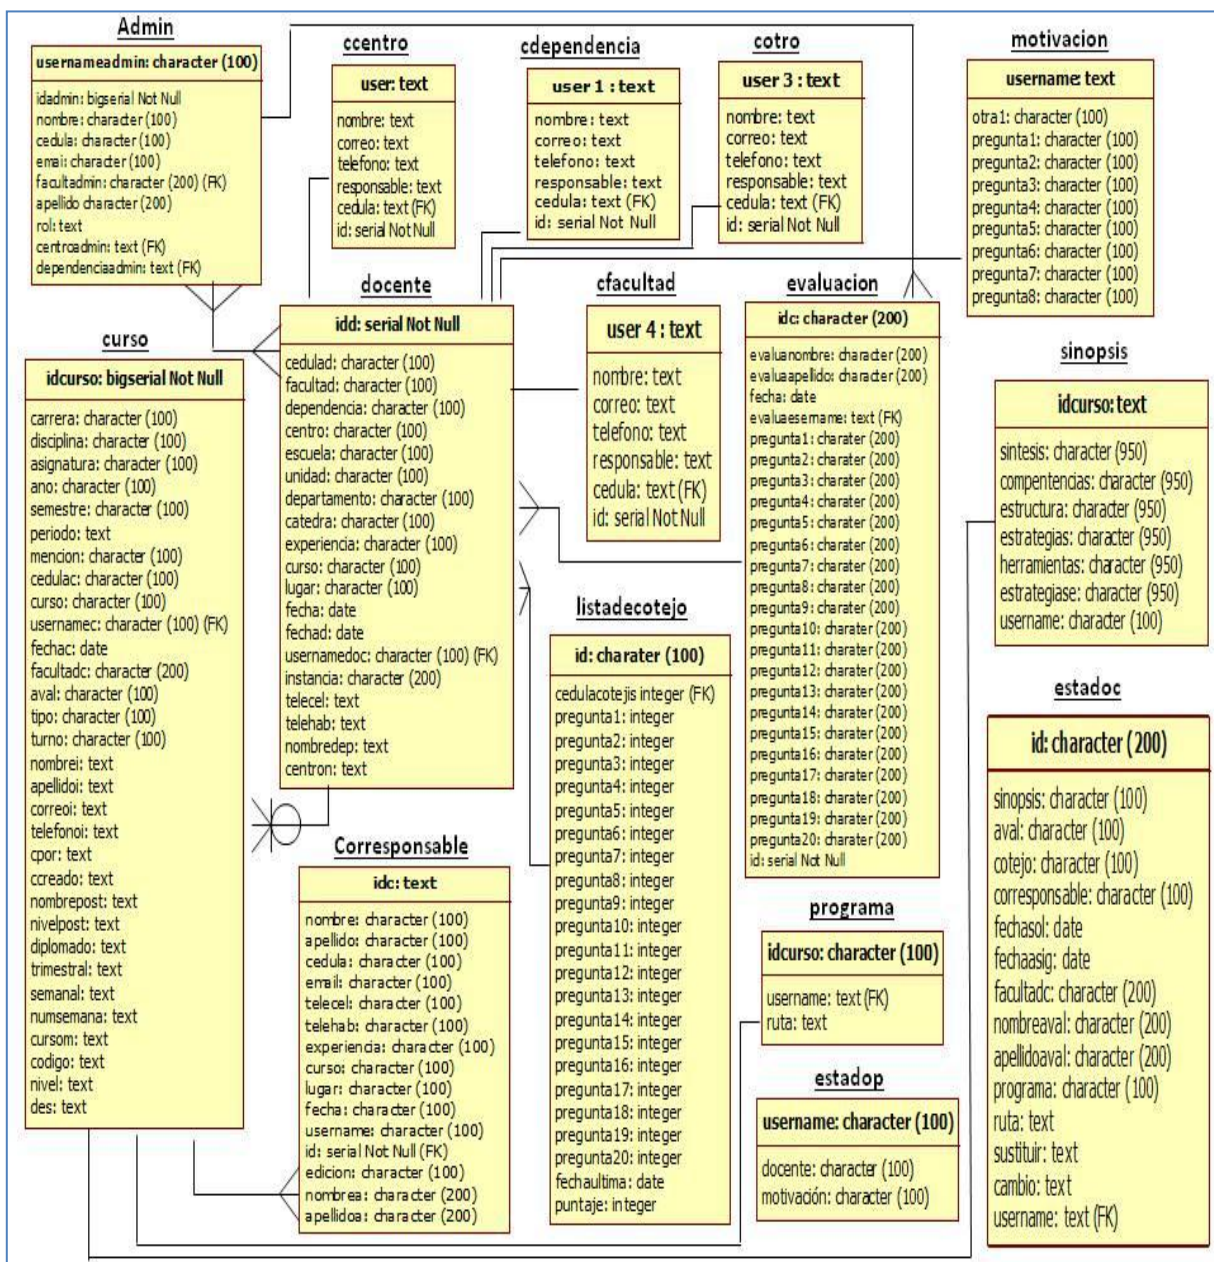 Admin
usernameadmin: character (100)
idadmin: bigserial Not Null
nombre: character (100)
cedula: character (100)
emai: character (100)
facultadmin: character (200) (FK)
apellido character (200)
rol: text
centroadmin: text (FK)
dependenciaadmin: text (FK)
ccentro
user: text
nombre: text
correo: text
telefono: text
responsable: text
cedula: text (FK)
id: serial Not Null
cdependencia
user 1 : text
nombre: text
correo: text
telefono: text
responsable: text
cedula: text (FK)
id: serial Not Null
cotro
user 3 : text
nombre: text
correo: text
telefono: text
responsable: text
cedula: text (FK)
id: serial Not Null
motivacion
username: text
otra1: character (100)
pregunta1: character (100)
pregunta2: character (100)
pregunta3: character (100)
pregunta4: character (100)
pregunta5: character (100)
pregunta6: character (100)
pregunta7: character (100)
pregunta8: character (100)
curso
idcurso: bigserial Not Null
carrera: character (100)
disciplina: character (100)
asignatura: character (100)
ano: character (100)
semestre: character (100)
periodo: text
mencion: character (100)
cedulac: character (100)
curso: character (100)
usernamec: character (100) (FK)
fechac: date
facultadc: character (200)
aval: character (100)
tipo: character (100)
turno: character (100)
nombrei: text
apellidoi: text
correoi: text
telefonoi: text
cpor: text
ccreado: text
nombrepost: text
nivelpost: text
diplomado: text
trimestral: text
semanal: text
numsemana: text
cursom: text
codigo: text
nivel: text
des: text
docente
idd: serial Not Null
cedulad: character (100)
facultad: character (100)
dependencia: character (100)
centro: character (100)
escuela: character (100)
unidad: character (100)
departamento: character (100)
catedra: character (100)
experiencia: character (100)
curso: character (100)
lugar: character (100)
fecha: date
fechad: date
usernamedoc: character (100) (FK)
instancia: character (200)
telecel: text
telehab: text
nombredep: text
centron: text
cfacultad
user 4 : text
nombre: text
correo: text
telefono: text
responsable: text
cedula: text (FK)
id: serial Not Null
evaluacion
idc: character (200)
evaluanombre: character (200)
evaluaapellido: character (200)
fecha: date
evaluaesername: text (FK)
pregunta1: charater (200)
pregunta2: charater (200)
pregunta3: charater (200)
pregunta4: charater (200)
pregunta5: charater (200)
pregunta6: charater (200)
pregunta7: charater (200)
pregunta8: charater (200)
pregunta9: charater (200)
pregunta10: charater (200)
pregunta11: charater (200)
pregunta12: charater (200)
pregunta13: charater (200)
pregunta14: charater (200)
pregunta15: charater (200)
pregunta16: charater (200)
pregunta17: charater (200)
pregunta18: charater (200)
pregunta19: charater (200)
pregunta20: charater (200)
id: serial Not Null
sinopsis
idcurso: text
sintesis: character (950)
compentencias: character (950)
estructura: character (950)
estrategias: character (950)
herramientas: character (950)
estrategiase: character (950)
username: character (100)
listadecotejo
id: charater (100)
cedulacotejis integer (FK)
pregunta1: integer
pregunta2: integer
pregunta3: integer
pregunta4: integer
pregunta5: integer
pregunta6: integer
pregunta7: integer
pregunta8: integer
pregunta9: integer
pregunta10: integer
pregunta11: integer
pregunta12: integer
pregunta13: integer
pregunta14: integer
pregunta15: integer
pregunta16: integer
pregunta17: integer
pregunta18: integer
pregunta19: integer
pregunta20: integer
fechaultima: date
puntaje: integer
estadoc
id: character (200)
sinopsis: character (100)
aval: character (100)
cotejo: character (100)
corresponsable: character (100)
fechasol: date
fechaasig: date
facultadc: character (200)
nombreaval: character (200)
apellidoaval: character (200)
programa: character (100)
ruta: text
sustituir: text
cambio: text
username: text (FK)
Corresponsable
idc: text
nombre: character (100)
apellido: character (100)
cedula: character (100)
email: character (100)
telecel: character (100)
telehab: character (100)
experiencia: character (100)
curso: character (100)
lugar: character (100)
fecha: character (100)
username: character (100)
id: serial Not Null (FK)
edicion: character (100)
nombrea: character (200)
apellidoa: character (200)
programa
idcurso: character (100)
username: text (FK)
ruta: text
estadop
username: character (100)
docente: character (100)
motivación: character (100)